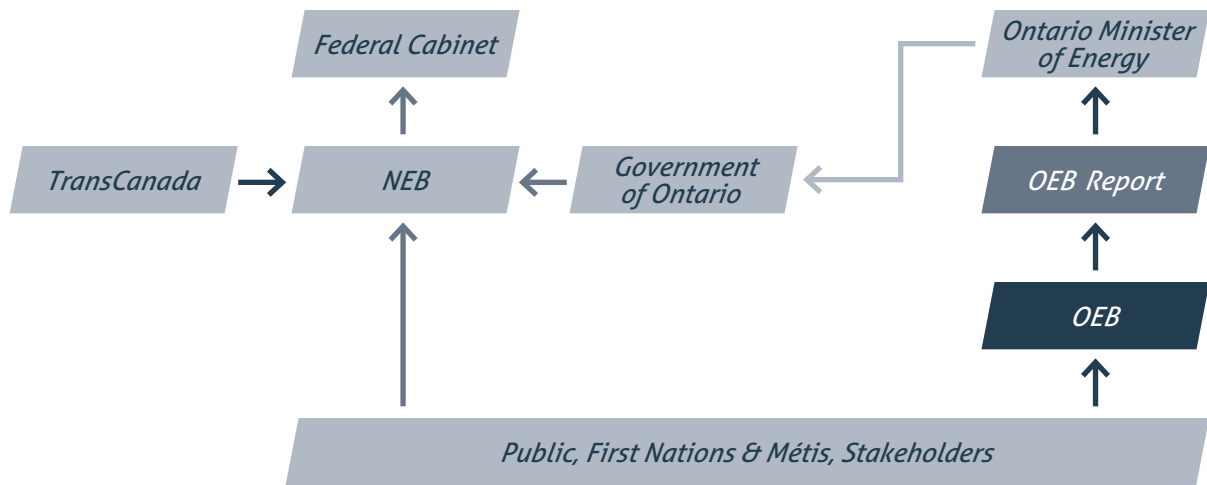 Federal Cabinet
Ontario Minister
of Energy
TransCanada
NEB
Government
of Ontario
OEB Report
OEB
Public, First Nations & Métis, Stakeholders